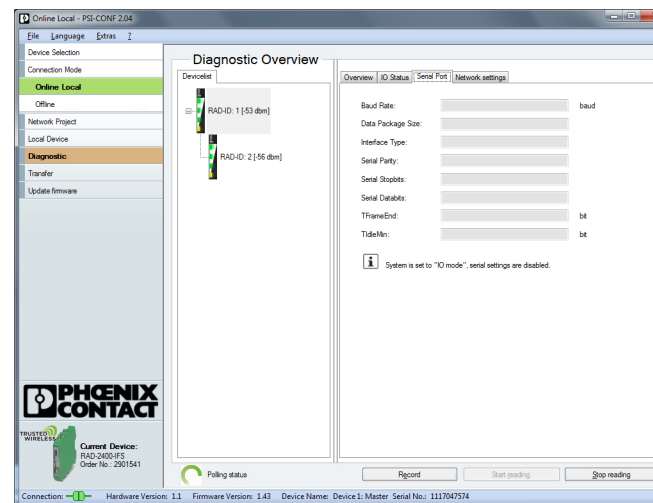 Online Local - PSI-CONF 2.04
File Language Extras ?
Device Selection
Connection Mode
Online Local
Offline
Network Project
Local Device
Diagnostic
Transfer
Update firmware
Diagnostic Overview
Devicelist
RAD-ID: 1 [-53 dbm]
RAD-ID: 2 [-56 dbm]
Overview IO Status Serial Port Network settings
Baud Rate: baud
Data Package Size:
Interface Type:
Serial Parity:
Serial Stopbits:
Serial Databits:
TFrameEnd: bit
TIdleMin: bit
System is set to "IO mode", serial settings are disabled.
PHŒNIX
CONTACT
TRUSTED
WIRELESS
Current Device:
RAD-2400-IFS
Order No.: 2901541
Polling status
Record Start reading Stop reading
Connection: Hardware Version: 1.1 Firmware Version: 1.43 Device Name: Device 1: Master Serial No.: 1117047574